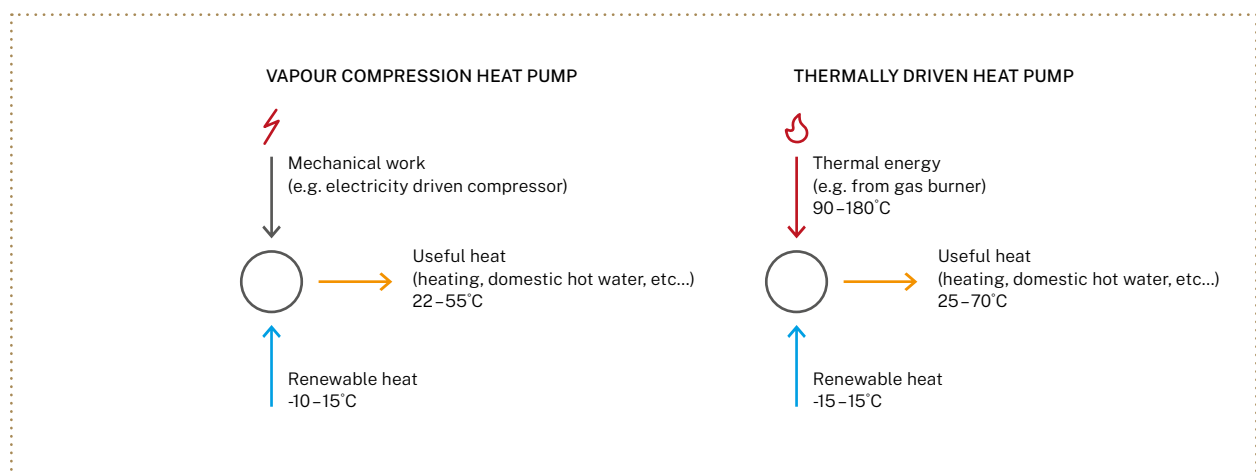 VAPOUR COMPRESSION HEAT PUMP
Mechanical work
(e.g. electricity driven compressor)
Useful heat
(heating, domestic hot water, etc...)
22–55°C
Renewable heat
-10–15°C
THERMALLY DRIVEN HEAT PUMP
Thermal energy
(e.g. from gas burner)
90–180°C
Useful heat
(heating, domestic hot water, etc...)
25–70°C
Renewable heat
-15–15°C